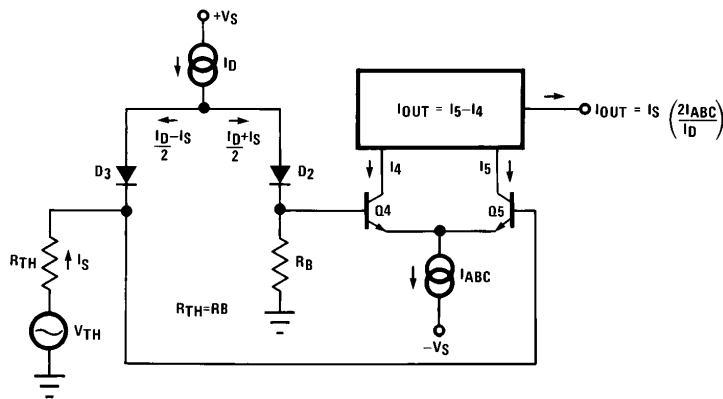 +VS
ID
ID–IS
2
ID+IS
2
D3
D2
IOUT = I5–I4
IOUT = IS (2IABC
ID)
I4
I5
Q4
Q5
RTH
IS
RB
IABC
RTH=RB
VTH
–VS